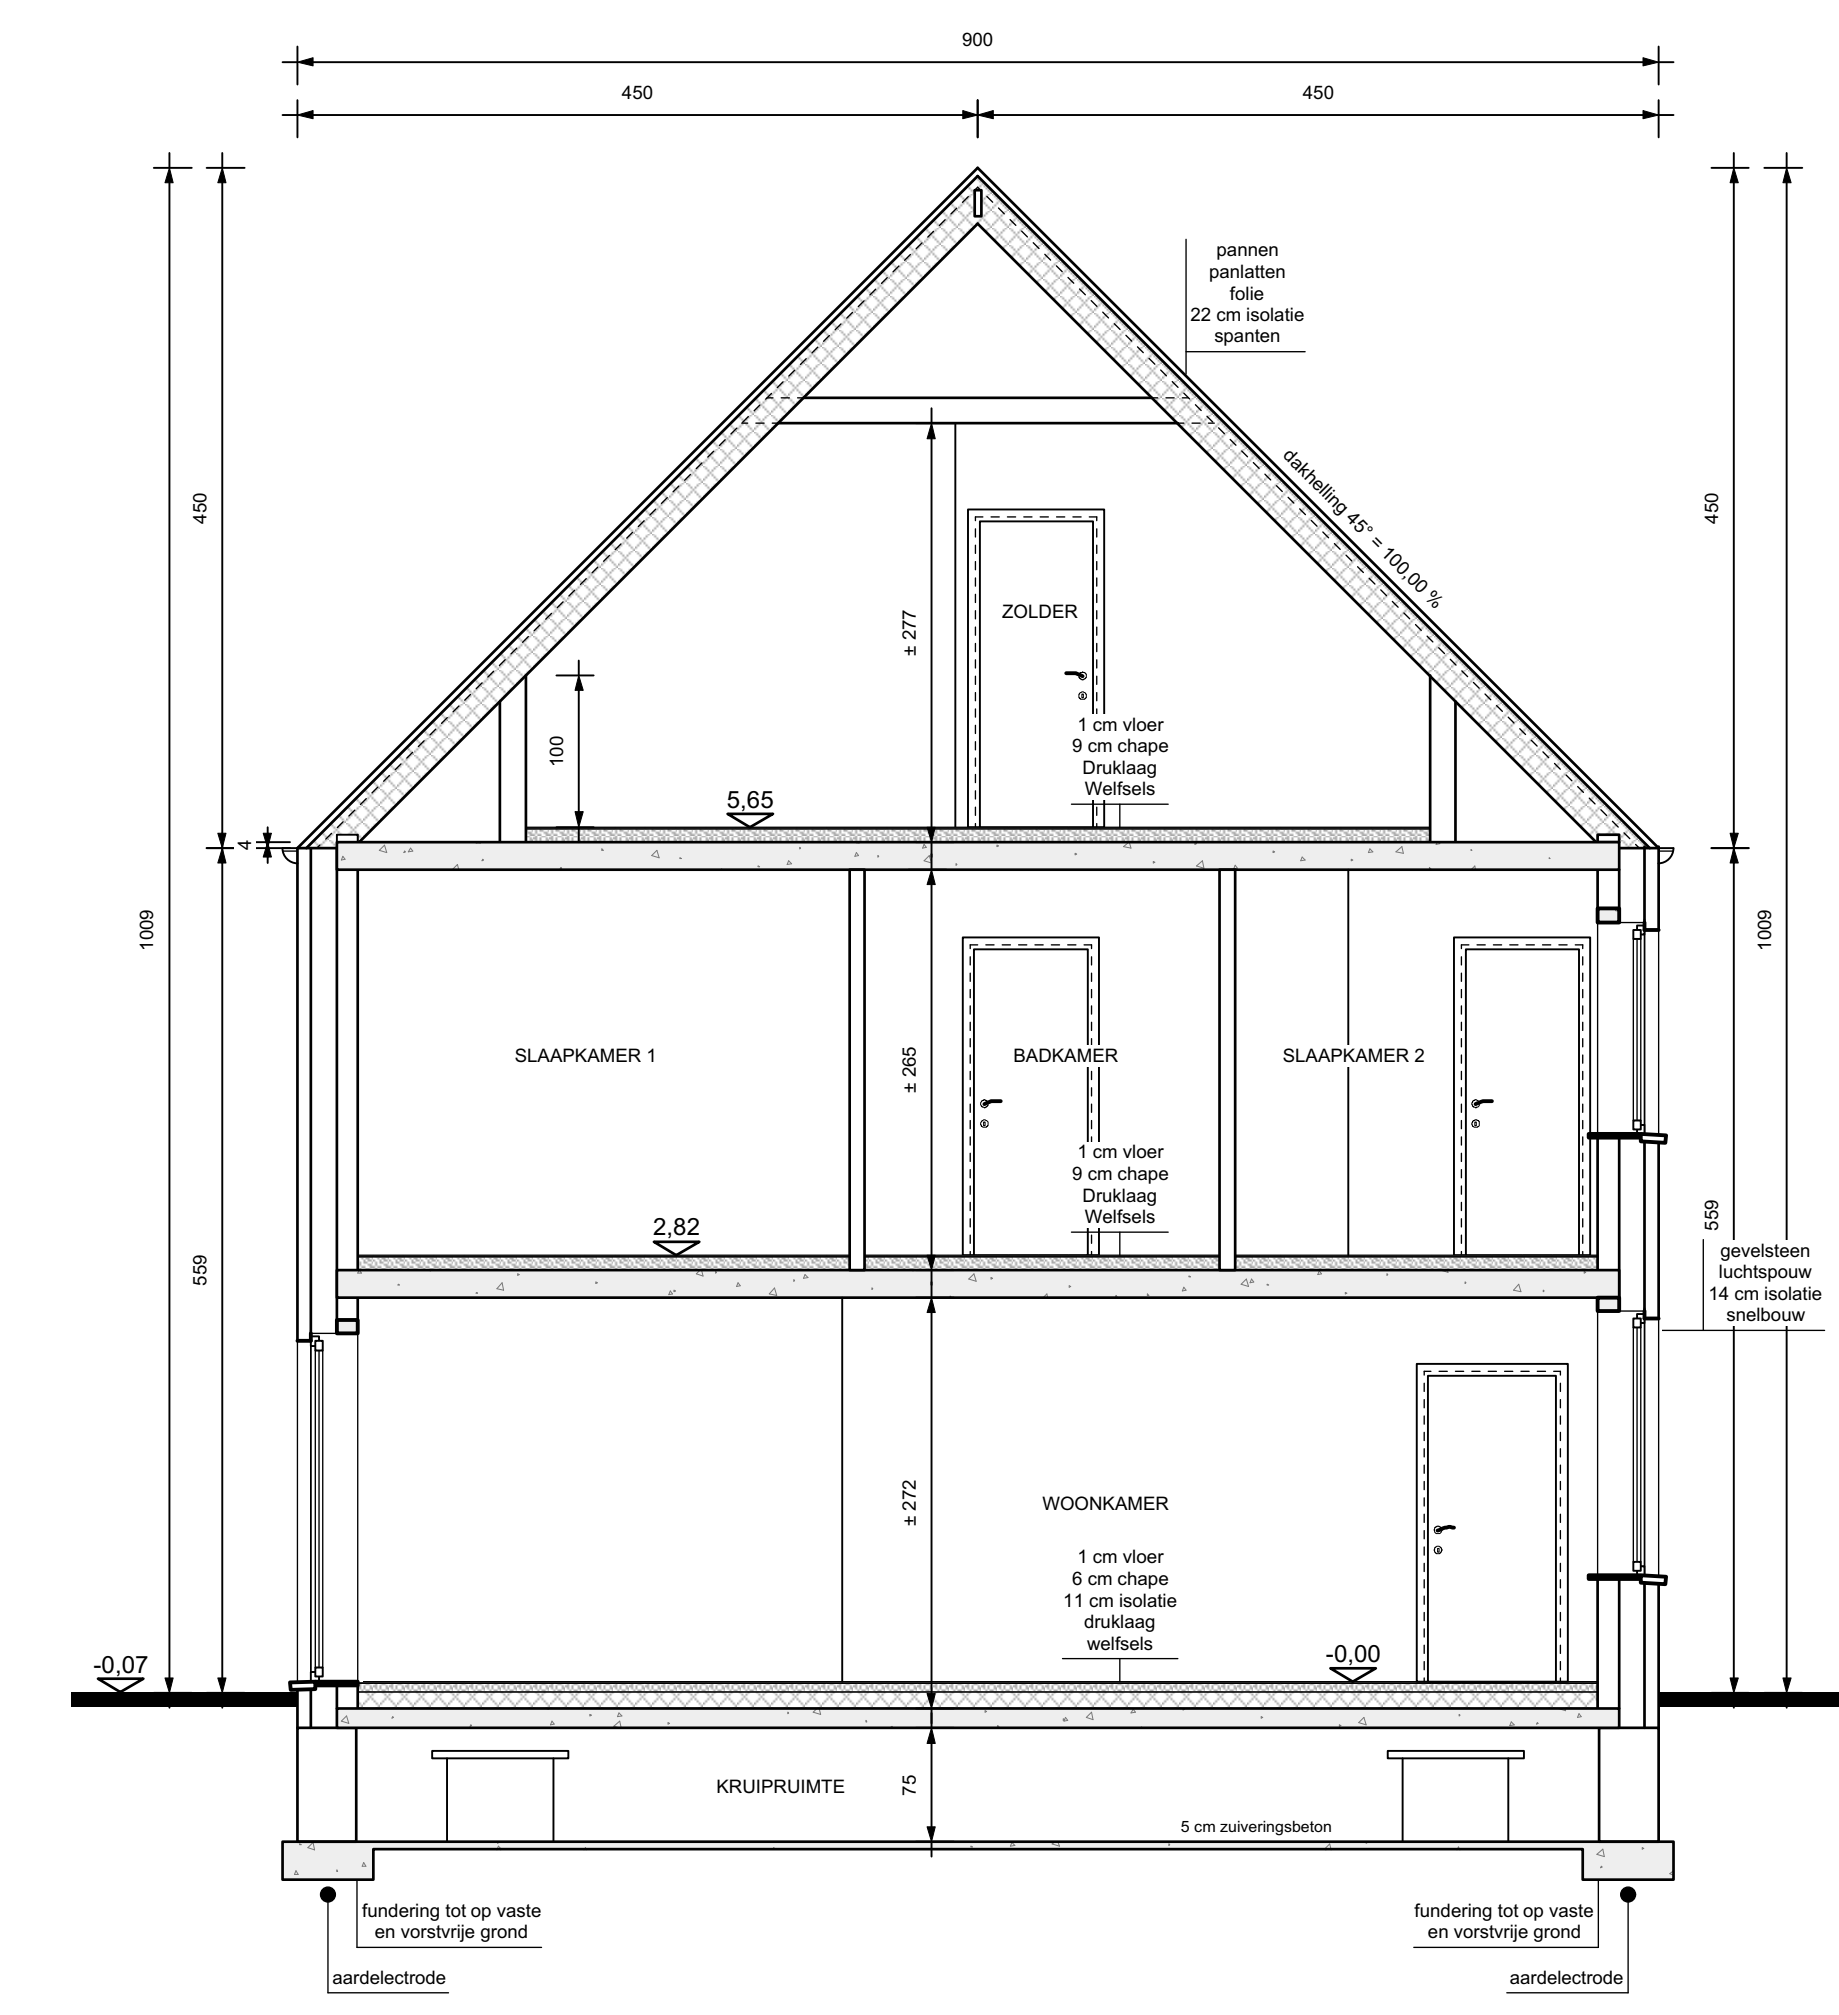 900
450
450
pannen
panlatten
folie
22 cm isolatie
spanten
dakhelling 45° = 100,00 %
450
450
ZOLDER
± 277
1 cm vloer
9 cm chape
Druklaag
Welfsels
100
5,65
4
1009
1009
SLAAPKAMER 1
± 265
BADKAMER
SLAAPKAMER 2
1 cm vloer
9 cm chape
Druklaag
Welfsels
2,82
559
559
gevelsteen
luchtspouw
14 cm isolatie
snelbouw
± 272
WOONKAMER
1 cm vloer
6 cm chape
11 cm isolatie
druklaag
welfsels
-0,07
-0,00
KRUIPRUIMTE
75
5 cm zuiveringsbeton
fundering tot op vaste
en vorstvrije grond
fundering tot op vaste
en vorstvrije grond
aardelectrode
aardelectrode